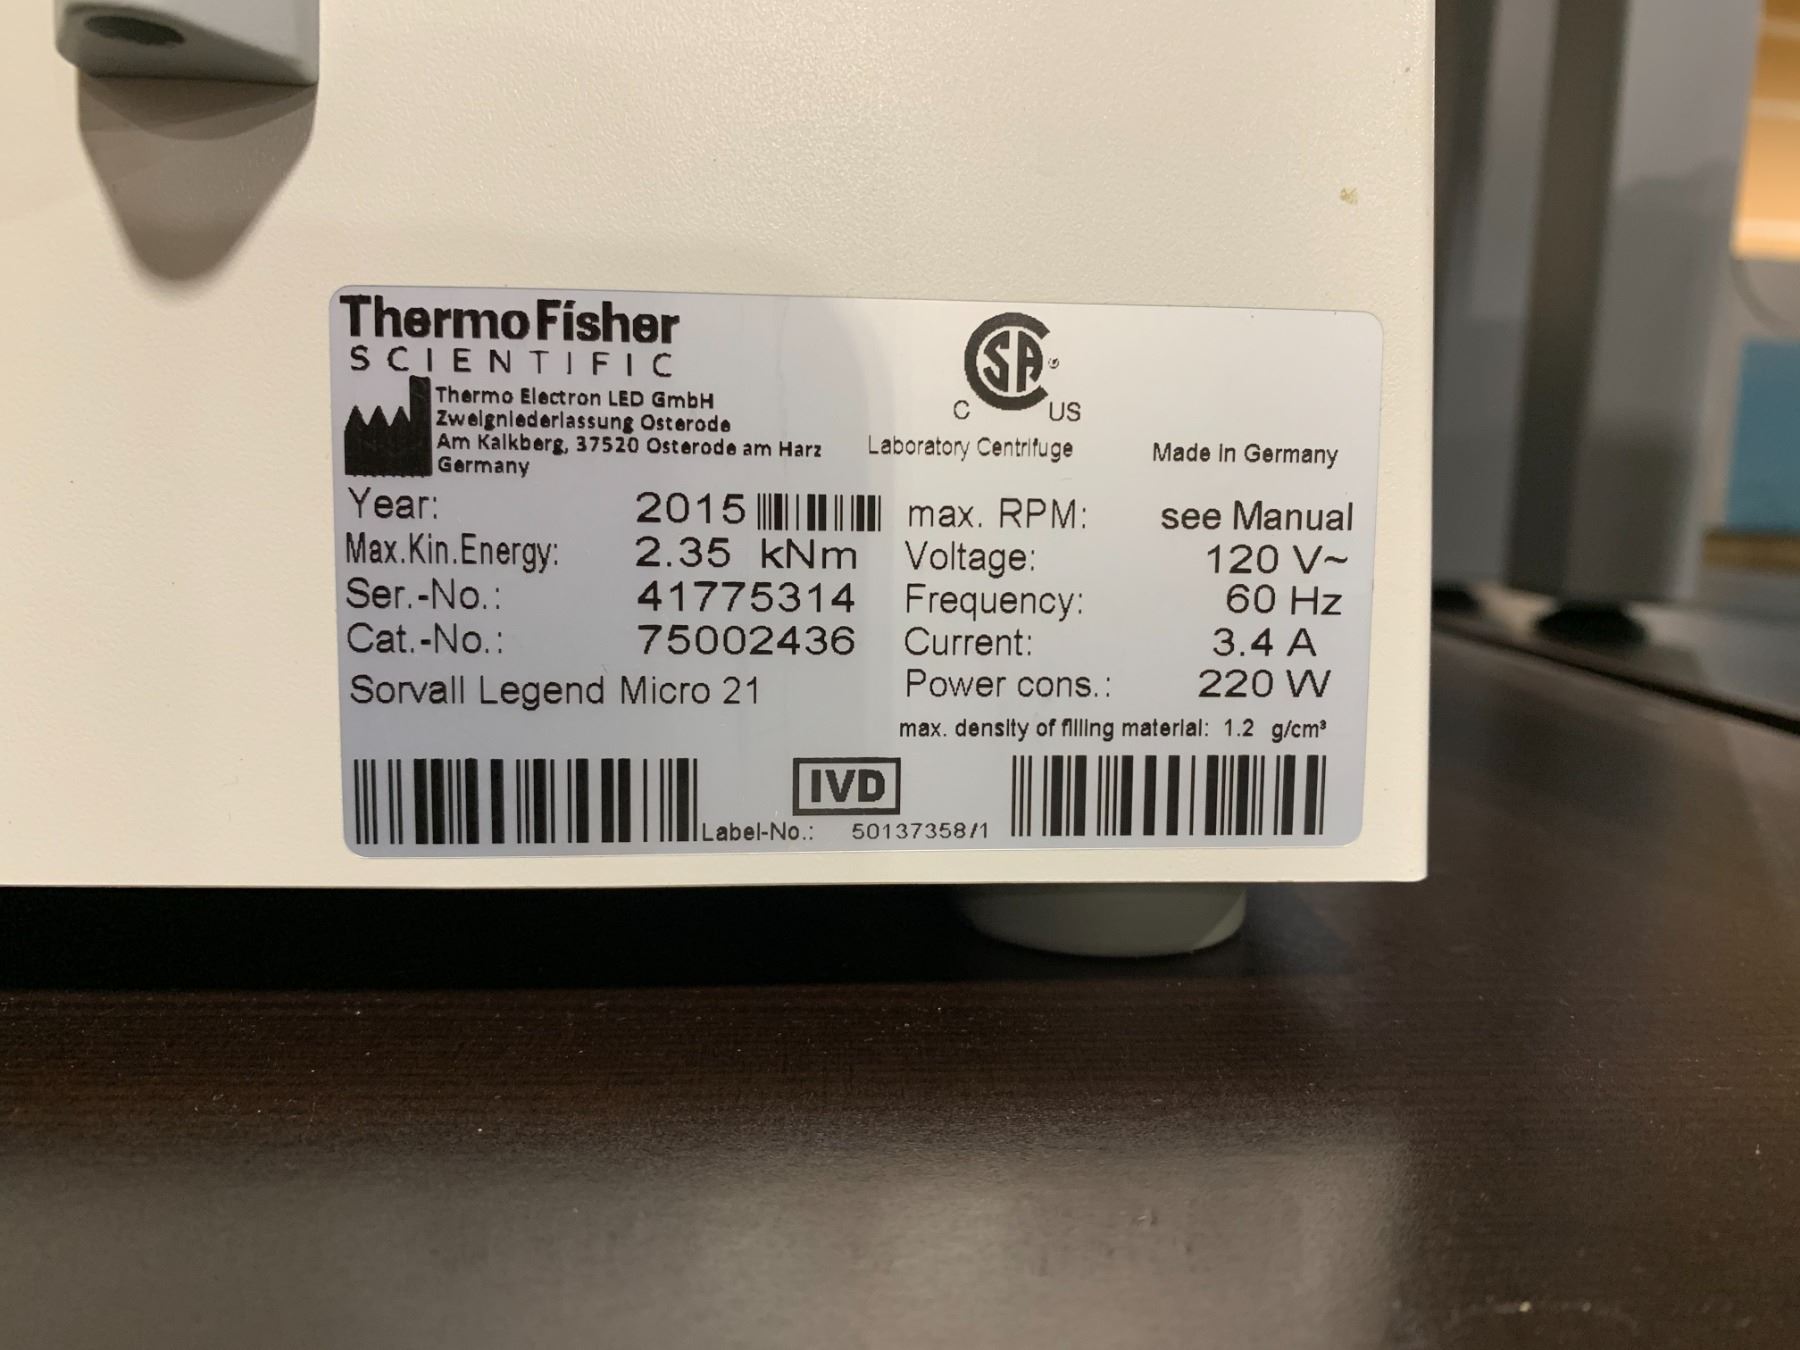 ThermoFisher
SCIENTIFIC
Thermo Electron LED GmbH
Zweigniederlassung Osterode
Am Kalkberg, 37520 Osterode am Harz
Germany
CSA®
C US
Laboratory Centrifuge
Made in Germany
Year: 2015
Max.Kin.Energy: 2.35 kNm
Ser.-No.: 41775314
Cat.-No.: 75002436
Sorvall Legend Micro 21
max. RPM: see Manual
Voltage: 120 V~
Frequency: 60 Hz
Current: 3.4 A
Power cons.: 220 W
max. density of filling material: 1.2 g/cm³
IVD
Label-No.: 50137358/1